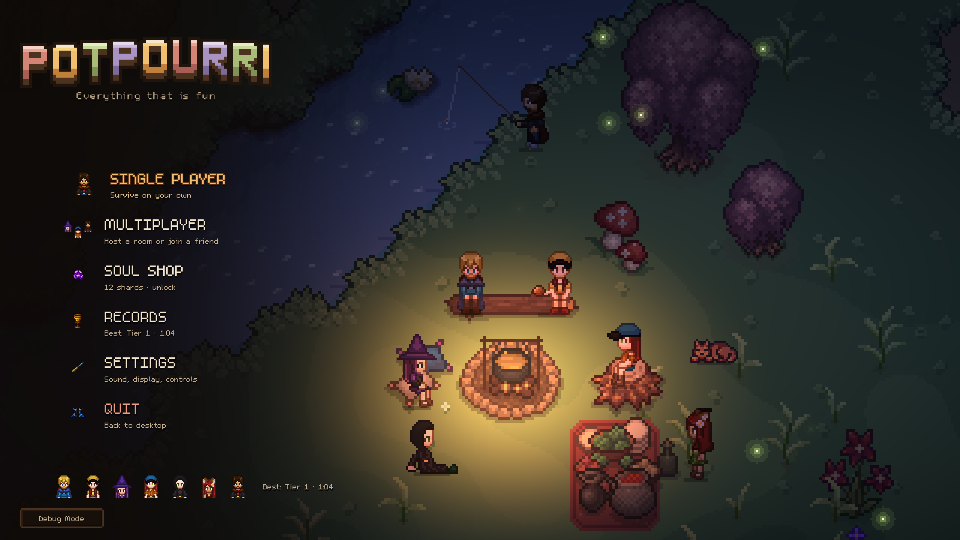 POTPOURRI
Everything that is fun
SINGLE PLAYER
Survive on your own
MULTIPLAYER
Host a room or join a friend
SOUL SHOP
12 shards · unlock
RECORDS
Best: Tier 1 · 1:04
SETTINGS
Sound, display, controls
QUIT
Back to desktop
Best: Tier 1 · 1:04
Debug Mode